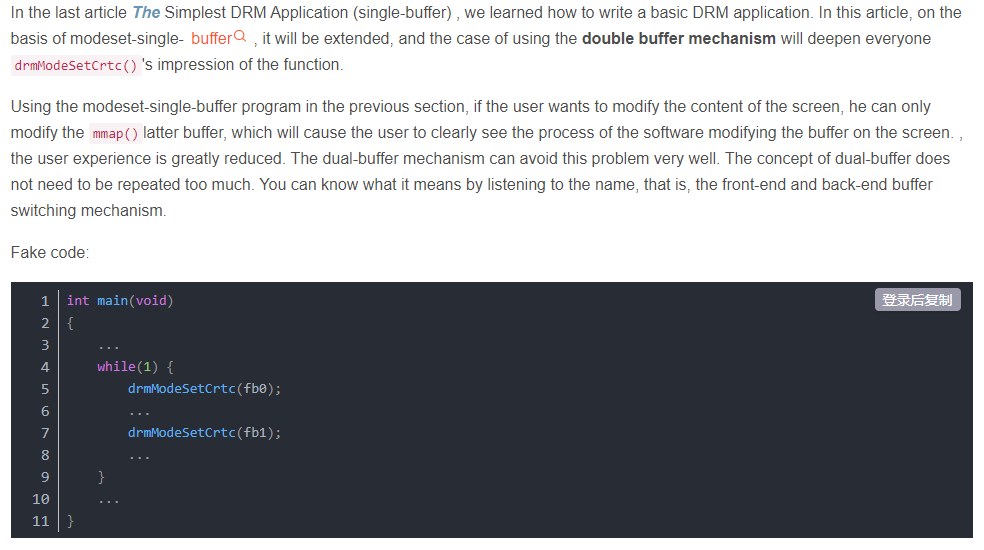 In the last article The Simplest DRM Application (single-buffer) , we learned how to write a basic DRM application. In this article, on the
basis of modeset-single- buffer , it will be extended, and the case of using the double buffer mechanism will deepen everyone
drmModeSetCrtc() 's impression of the function.
Using the modeset-single-buffer program in the previous section, if the user wants to modify the content of the screen, he can only
modify the mmap() latter buffer, which will cause the user to clearly see the process of the software modifying the buffer on the screen. ,
the user experience is greatly reduced. The dual-buffer mechanism can avoid this problem very well. The concept of dual-buffer does
not need to be repeated too much. You can know what it means by listening to the name, that is, the front-end and back-end buffer
switching mechanism.
Fake code:
登录后复制
1 int main(void)
2 {
3 ...
4 while(1) {
5 drmModeSetCrtc(fb0);
6 ...
7 drmModeSetCrtc(fb1);
8 ...
9 }
10 ...
11 }